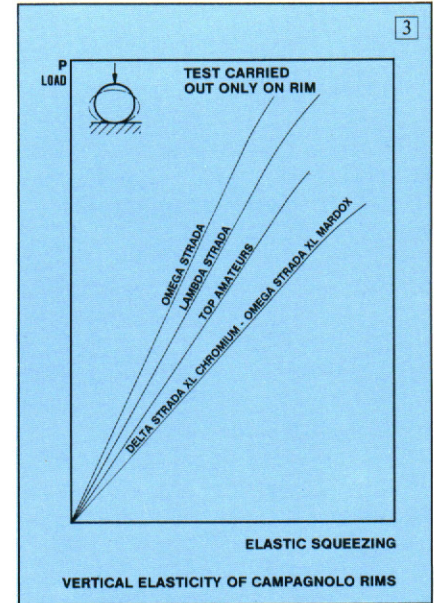 3
P
LOAD
TEST CARRIED
OUT ONLY ON RIM
OMEGA STRADA
LAMBDA STRADA
TOP AMATEURS
DELTA STRADA XL CHROMIUM - OMEGA STRADA XL MARDOX
ELASTIC SQUEEZING
VERTICAL ELASTICITY OF CAMPAGNOLO RIMS